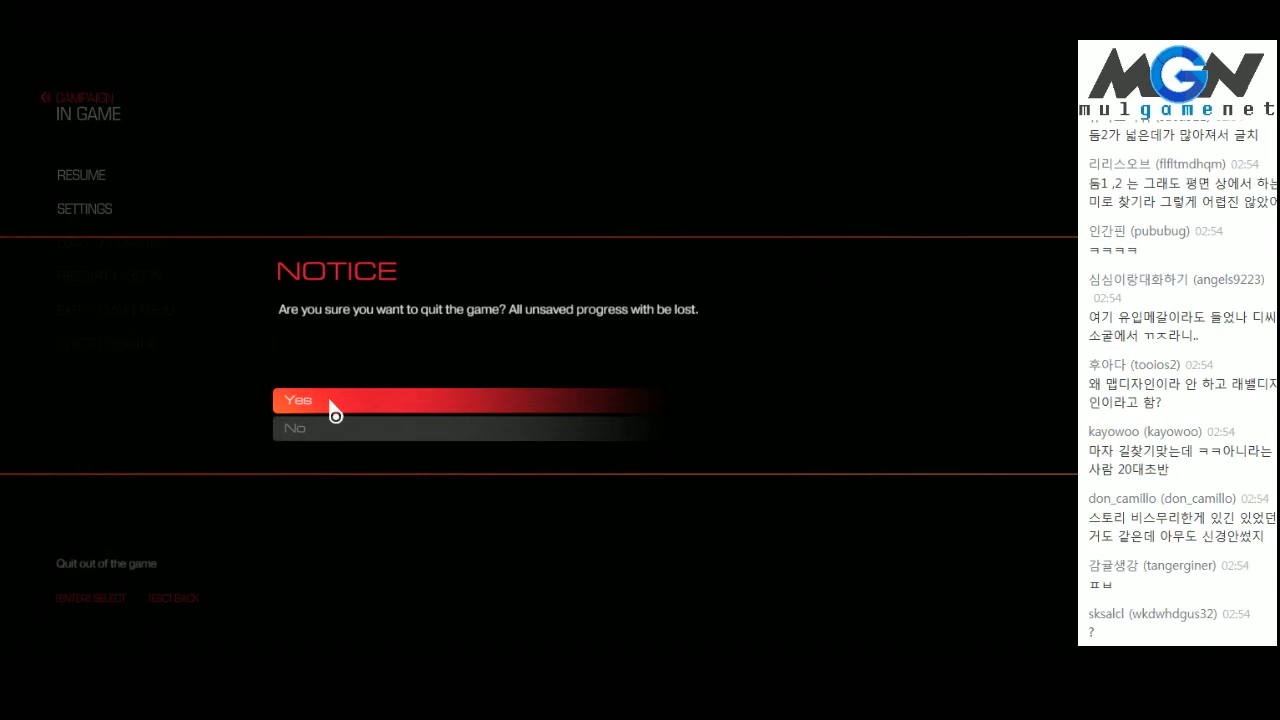 CAMPAIGN
IN GAME
RESUME
SETTINGS
NOTICE
Are you sure you want to quit the game? All unsaved progress with be lost.
Yes
No
Quit out of the game
[ENTER] SELECT [ESC] BACK
MGN
mulgamenet
둠2가 넓은데가 많아져서 글치
리리스오브 (flfltmdhqm) 02:54
둠1 ,2 는 그래도 평면 상에서 하는
미로 찾기라 그렇게 어렵진 않았어
인간핀 (pububug) 02:54
ㅋㅋㅋㅋ
심심이랑대화하기 (angels9223)
02:54
여기 유입메갈이라도 들었나 디씨
소굴에서 ㄲㅈ라니..
후아다 (tooios2) 02:54
왜 맵디자인이라 안 하고 래밸디자
인이라고 함?
kayowoo (kayowoo) 02:54
마자 길찾기맞는데 ㅋㅋ아니라는
사람 20대초반
don_camillo (don_camillo) 02:54
스토리 비스무리한게 있긴 있었던
거도 같은데 아무도 신경안썼지
감귤생강 (tangerginer) 02:54
ㅍㅂ
sksalcl (wkdwhdgus32) 02:54
?